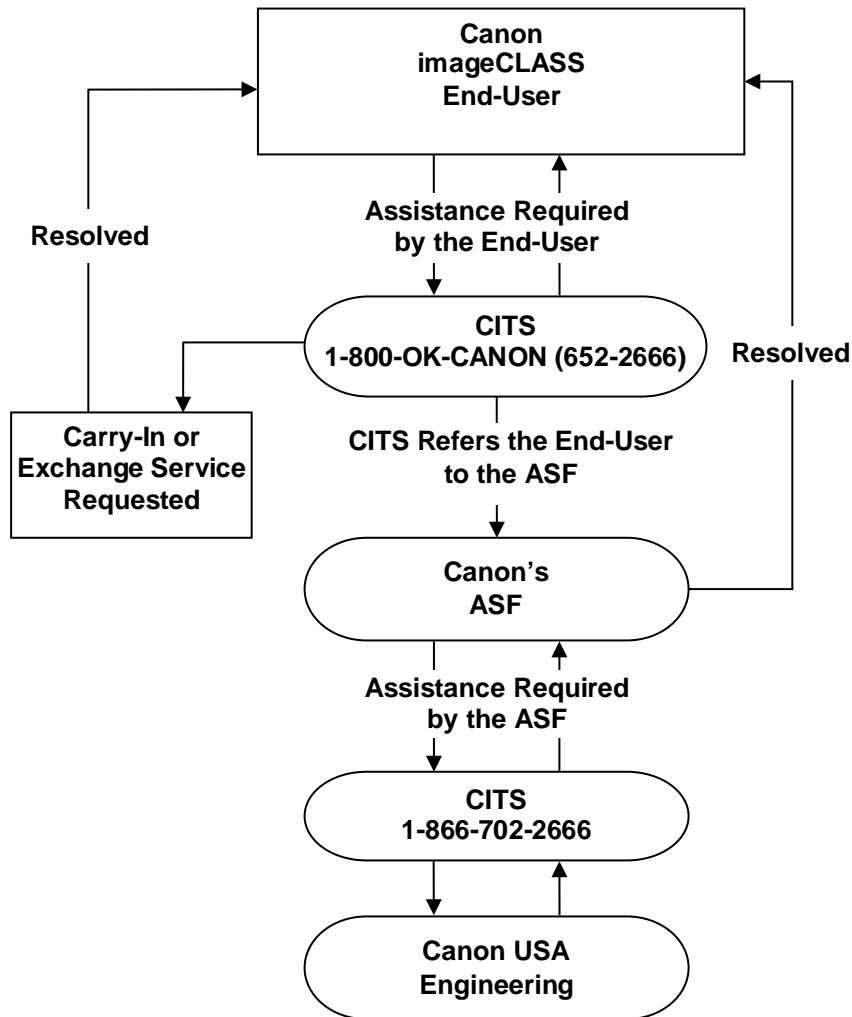 Canon
imageCLASS
End-User
Assistance Required
by the End-User
Resolved
CITS
1-800-OK-CANON (652-2666)
Resolved
Carry-In or
Exchange Service
Requested
CITS Refers the End-User
to the ASF
Canon’s
ASF
Assistance Required
by the ASF
CITS
1-866-702-2666
Canon USA
Engineering